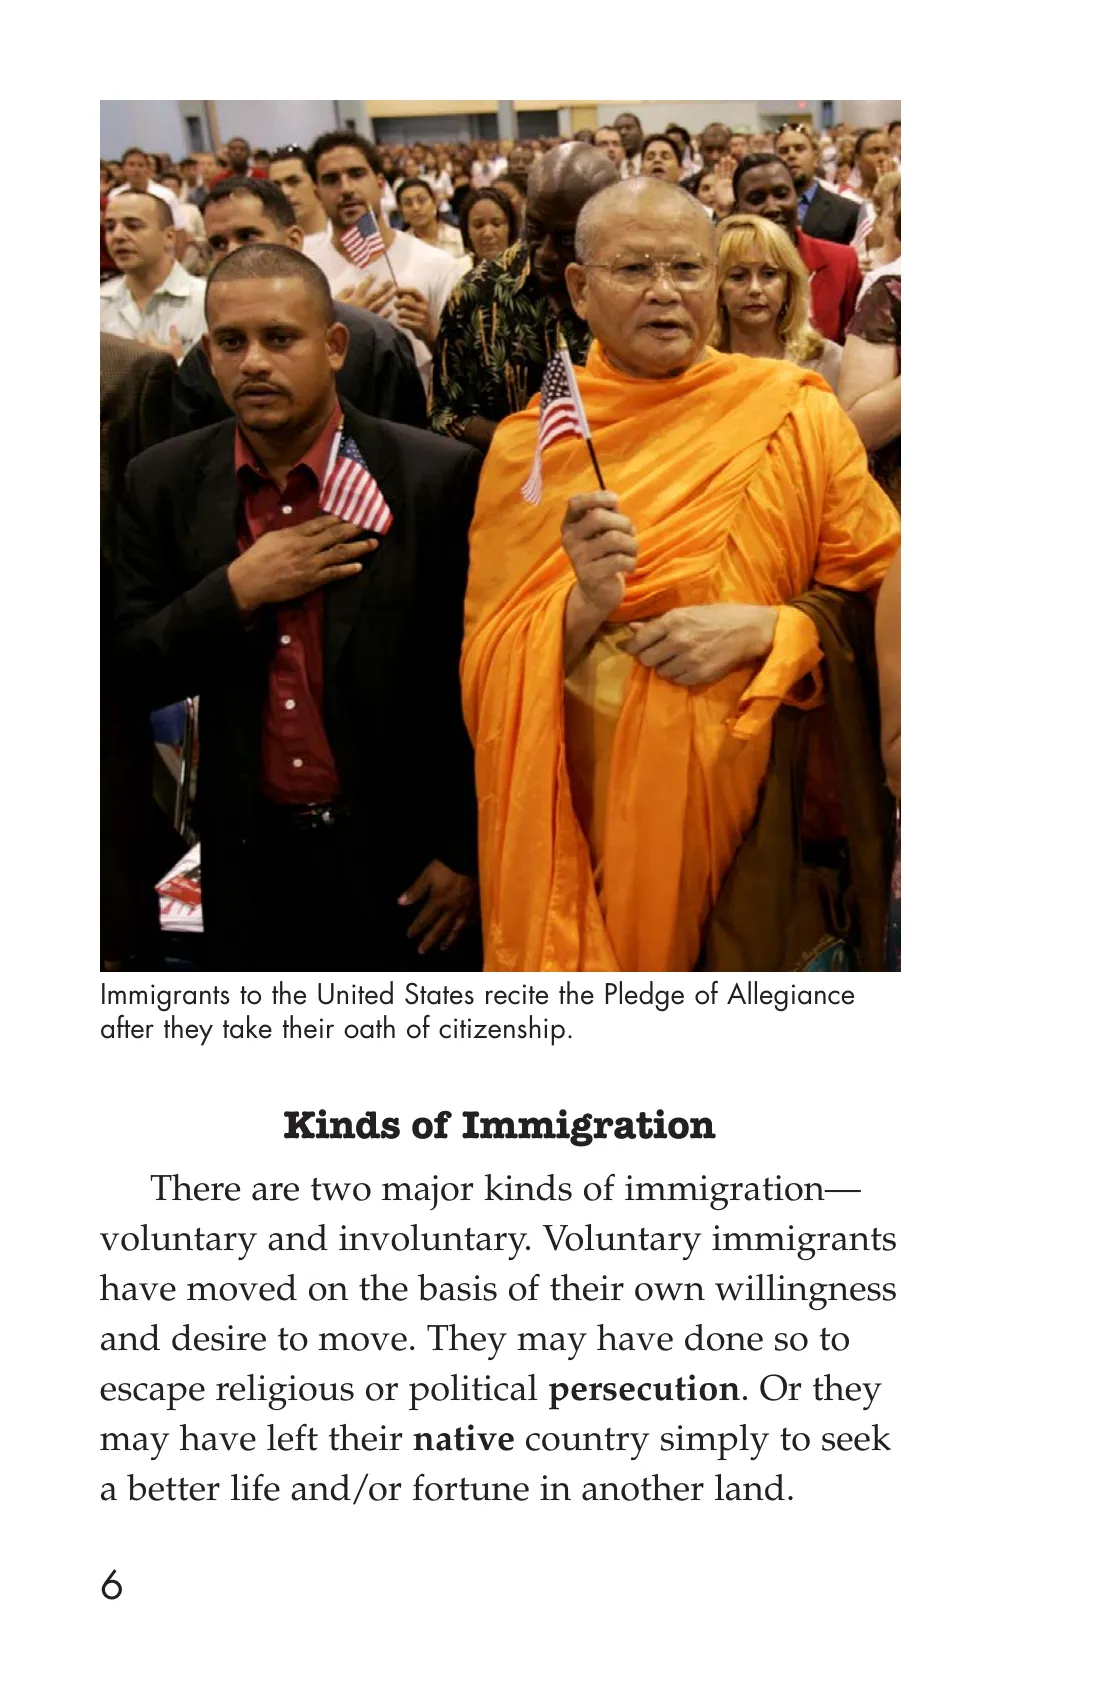 Immigrants to the United States recite the Pledge of Allegiance
after they take their oath of citizenship.
Kinds of Immigration
There are two major kinds of immigration—
voluntary and involuntary. Voluntary immigrants
have moved on the basis of their own willingness
and desire to move. They may have done so to
escape religious or political persecution. Or they
may have left their native country simply to seek
a better life and/or fortune in another land.
6